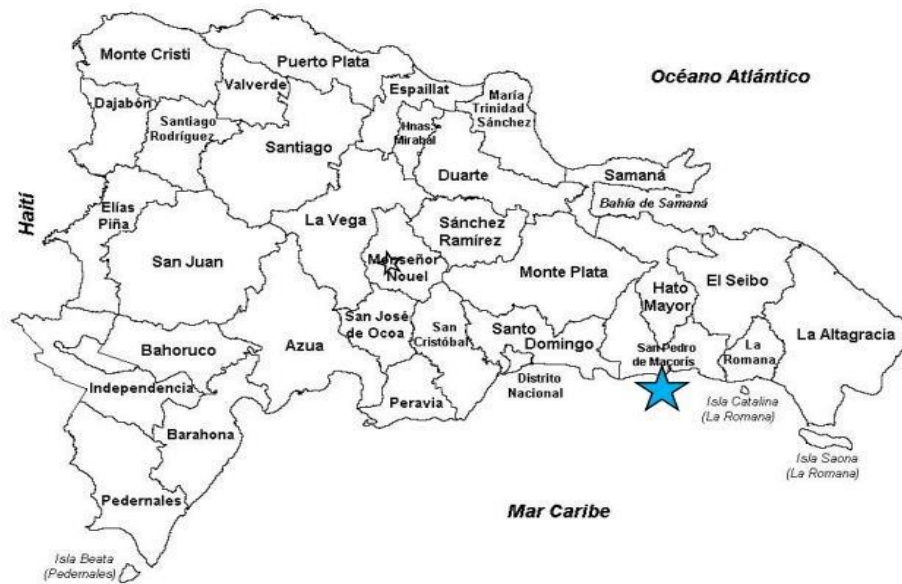 Monte Cristi
Puerto Plata
Océano Atlántico
Valverde
Espaillat
María
Trinidad
Sánchez
Dajabón
Santiago
Rodríguez
Hnas.
Mirabal
Santiago
Duarte
Samaná
Bahía de Samaná
Haití
Elías
Piña
La Vega
Sánchez
Ramírez
San Juan
Monseñor
Nouel
Monte Plata
El Seibo
Hato
Mayor
San José
de Ocoa
San
Cristóbal
Santo
Domingo
La Altagracia
Bahoruco
Azua
San Pedro
de Macorís
La
Romana
Independencia
Peravia
Distrito
Nacional
Isla Catalina
(La Romana)
Barahona
Isla Saona
(La Romana)
Pedernales
Mar Caribe
Isla Beata
(Pedernales)